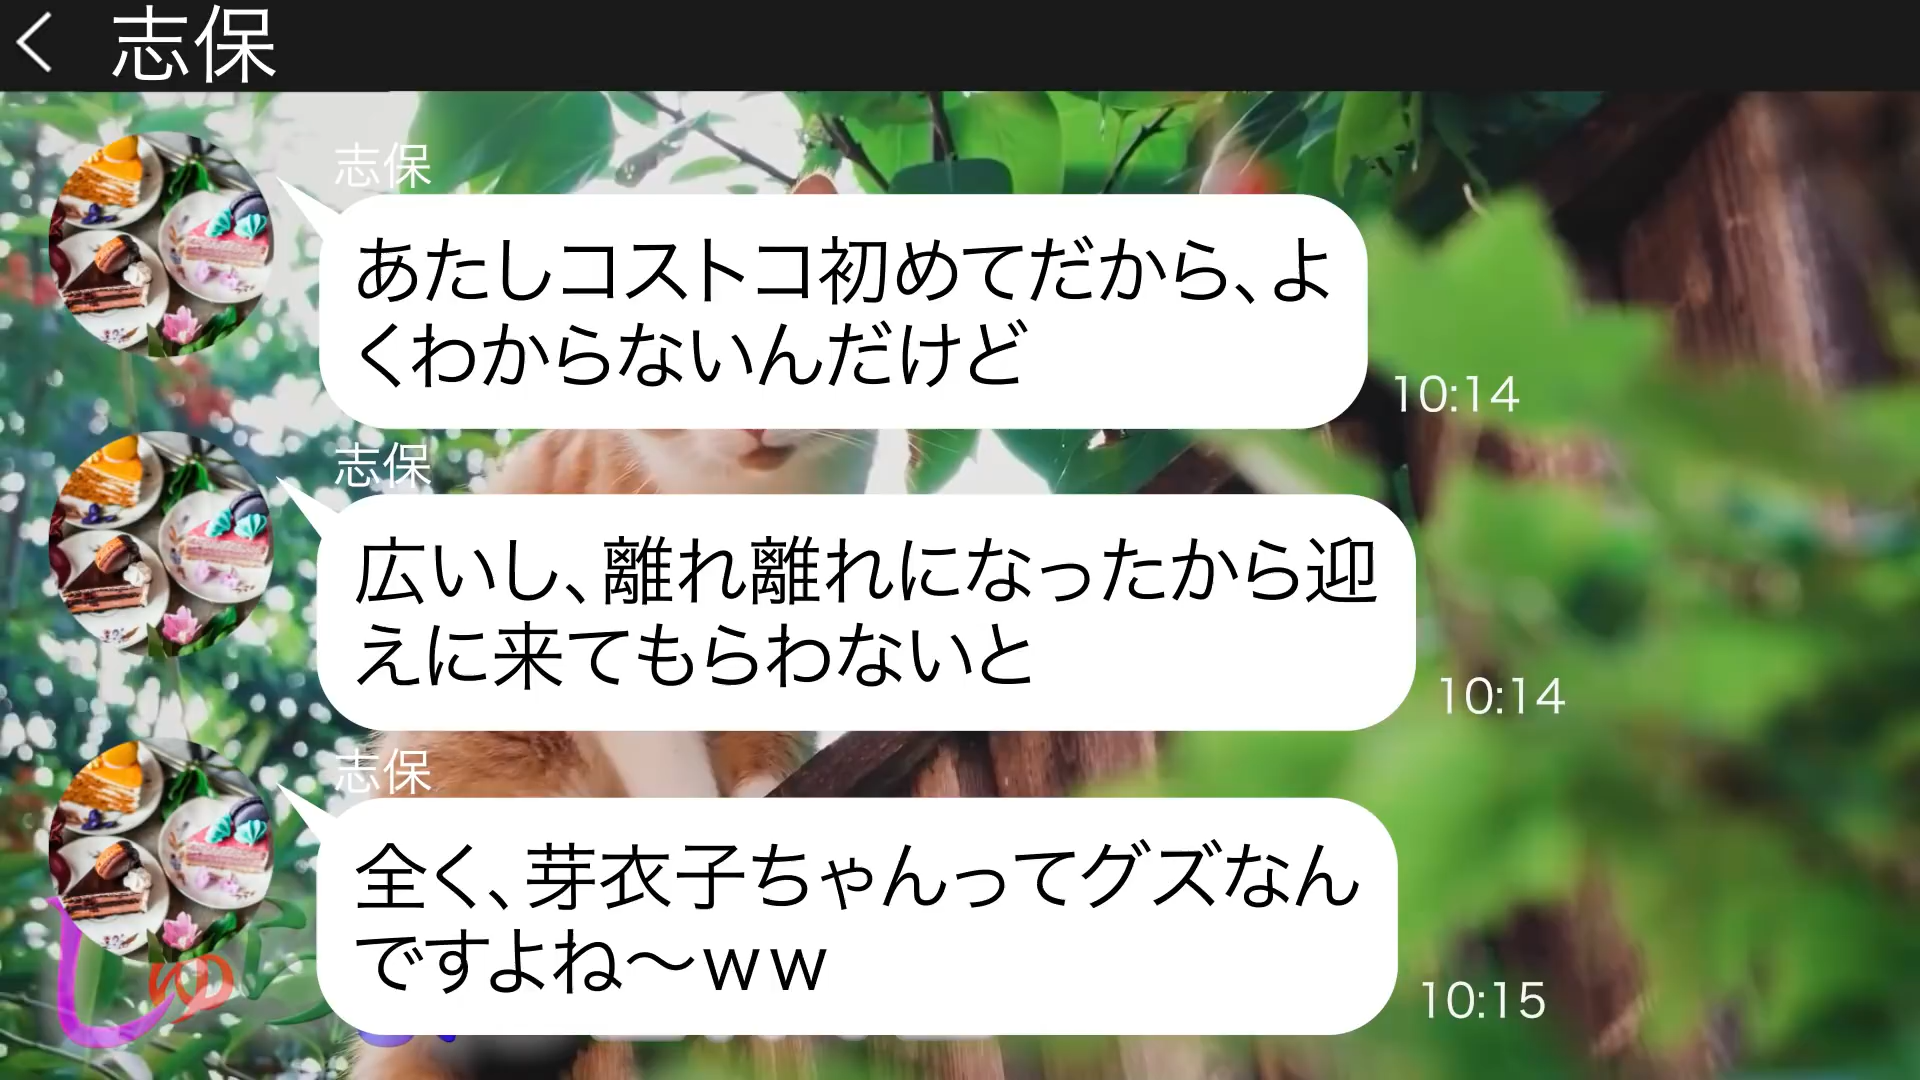 志保
志保
あたしコストコ初めてだから、よ
くわからないんだけど
10:14
志保
広いし、離れ離れになったから迎
えに来てもらわないと
10:14
志保
全く、芽衣子ちゃんってグズなん
ですよね〜ww
10:15
しゅ